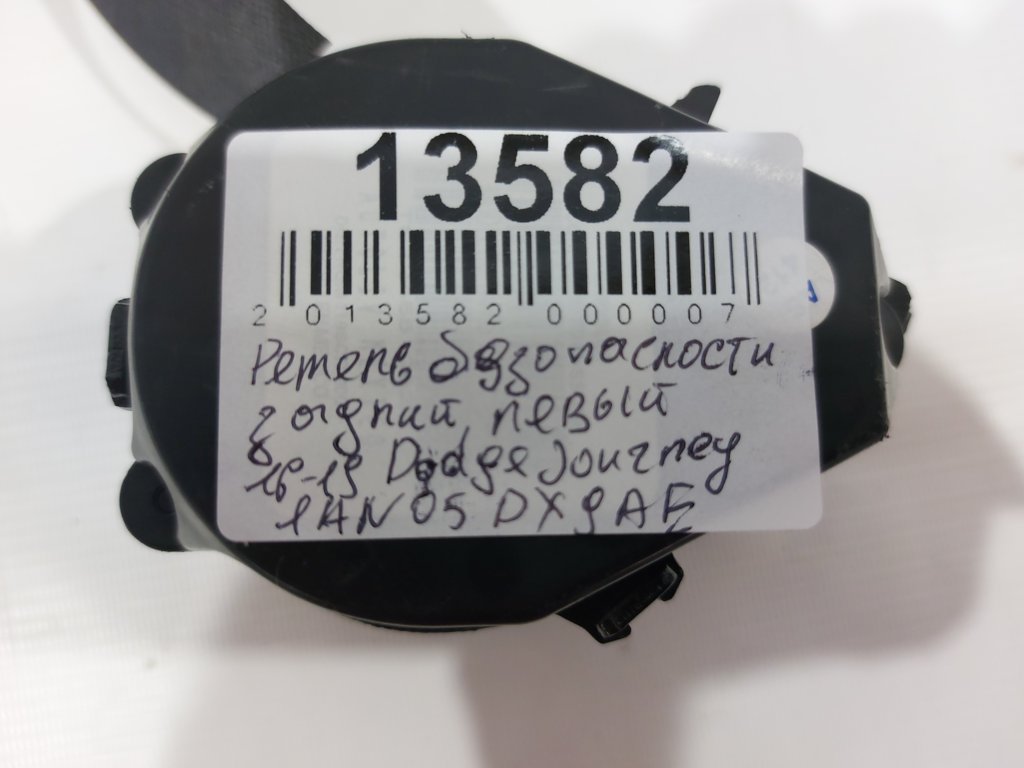 13582
2 013582 000007
Ремень безопасности
задний левый
16-19 Dodge Journey
1AN05DX9AE